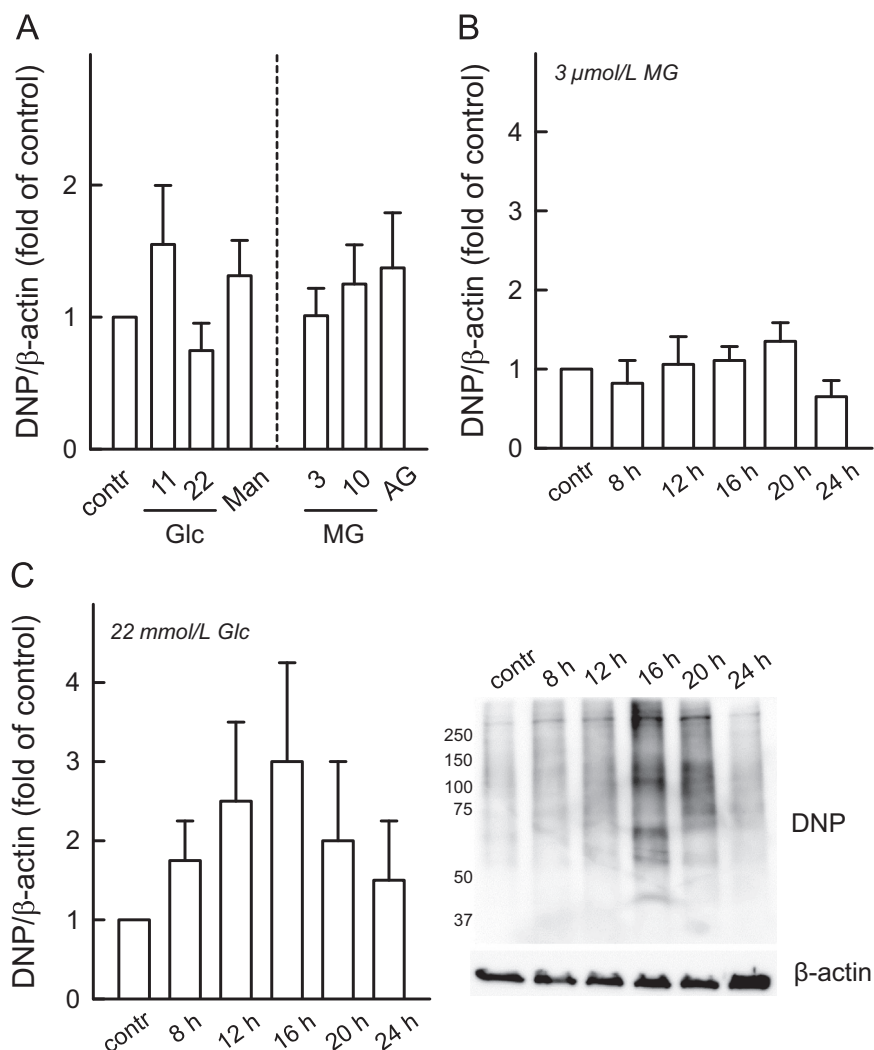 A
DNP/β-actin (fold of control)
2
1
0
contr
11
22
Man
3
10
AG
Glc
MG
B
3 µmol/L MG
DNP/β-actin (fold of control)
4
3
2
1
0
contr
8 h
12 h
16 h
20 h
24 h
C
22 mmol/L Glc
DNP/β-actin (fold of control)
4
3
2
1
0
contr
8 h
12 h
16 h
20 h
24 h
contr
8 h
12 h
16 h
20 h
24 h
250
150
100
75
50
37
DNP
β-actin